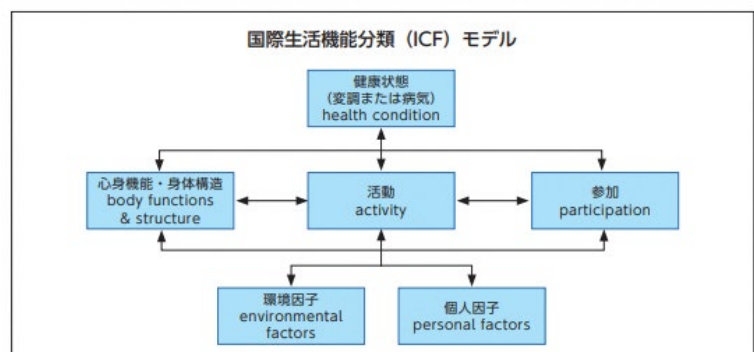 国際生活機能分類（ICF）モデル
健康状態
（変調または病気）
health condition
心身機能・身体構造
body functions
& structure
活動
activity
参加
participation
環境因子
environmental
factors
個人因子
personal factors